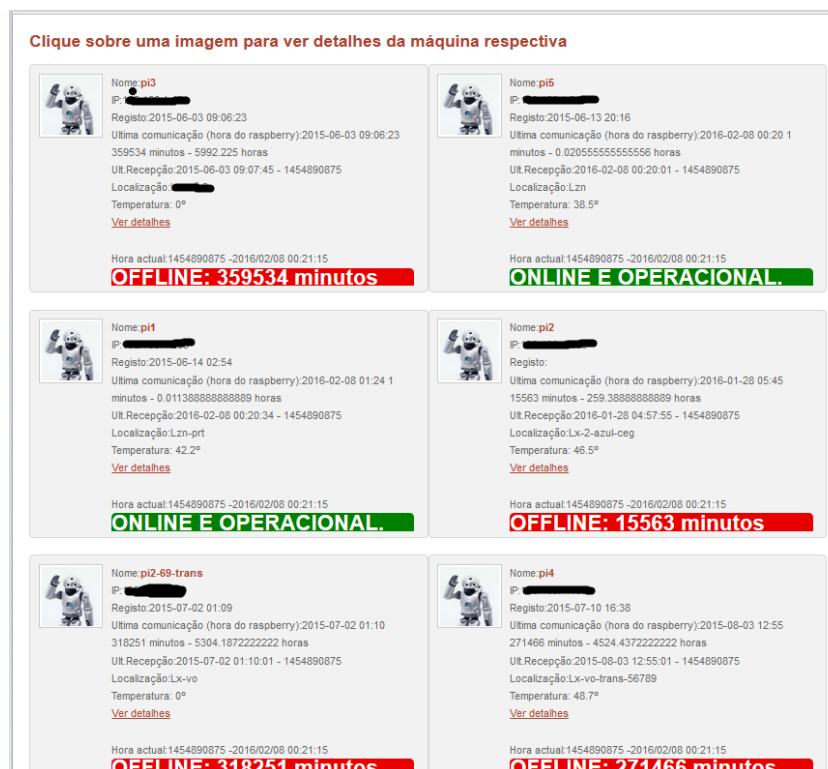 Clique sobre uma imagem para ver detalhes da máquina respectiva
Nome:pi3
IP:
Registo:2015-06-03 09:06:23
Ultima comunicação (hora do raspberry):2015-06-03 09:06:23
359534 minutos - 5992.225 horas
Ult.Recepção:2015-06-03 09:07:45 - 1454890875
Localização:
Temperatura: 0º
Ver detalhes
Hora actual:1454890875 -2016/02/08 00:21:15
OFFLINE: 359534 minutos
Nome:pi5
IP:
Registo:2015-06-13 20:16
Ultima comunicação (hora do raspberry):2016-02-08 00:20 1
minutos - 0.020555555555556 horas
Ult.Recepção:2016-02-08 00:20:01 - 1454890875
Localização:Lzn
Temperatura: 38.5º
Ver detalhes
Hora actual:1454890875 -2016/02/08 00:21:15
ONLINE E OPERACIONAL.
Nome:pi1
IP:
Registo:2015-06-14 02:54
Ultima comunicação (hora do raspberry):2016-02-08 01:24 1
minutos - 0.011388888888889 horas
Ult.Recepção:2016-02-08 00:20:34 - 1454890875
Localização:Lzn-prt
Temperatura: 42.2º
Ver detalhes
Hora actual:1454890875 -2016/02/08 00:21:15
ONLINE E OPERACIONAL.
Nome:pi2
IP:
Registo:
Ultima comunicação (hora do raspberry):2016-01-28 05:45
15563 minutos - 259.38888888889 horas
Ult.Recepção:2016-01-28 04:57:55 - 1454890875
Localização:Lx-2-azul-ceg
Temperatura: 46.5º
Ver detalhes
Hora actual:1454890875 -2016/02/08 00:21:15
OFFLINE: 15563 minutos
Nome:pi2-69-trans
IP:
Registo:2015-07-02 01:09
Ultima comunicação (hora do raspberry):2015-07-02 01:10
318251 minutos - 5304.1872222222 horas
Ult.Recepção:2015-07-02 01:10:01 - 1454890875
Localização:Lx-vo
Temperatura: 0º
Ver detalhes
Hora actual:1454890875 -2016/02/08 00:21:15
OFFLINE: 318251 minutos
Nome:pi4
IP:
Registo:2015-07-10 16:38
Ultima comunicação (hora do raspberry):2015-08-03 12:55
271466 minutos - 4524.4372222222 horas
Ult.Recepção:2015-08-03 12:55:01 - 1454890875
Localização:Lx-vo-trans-56789
Temperatura: 48.7º
Ver detalhes
Hora actual:1454890875 -2016/02/08 00:21:15
OFFLINE: 271466 minutos